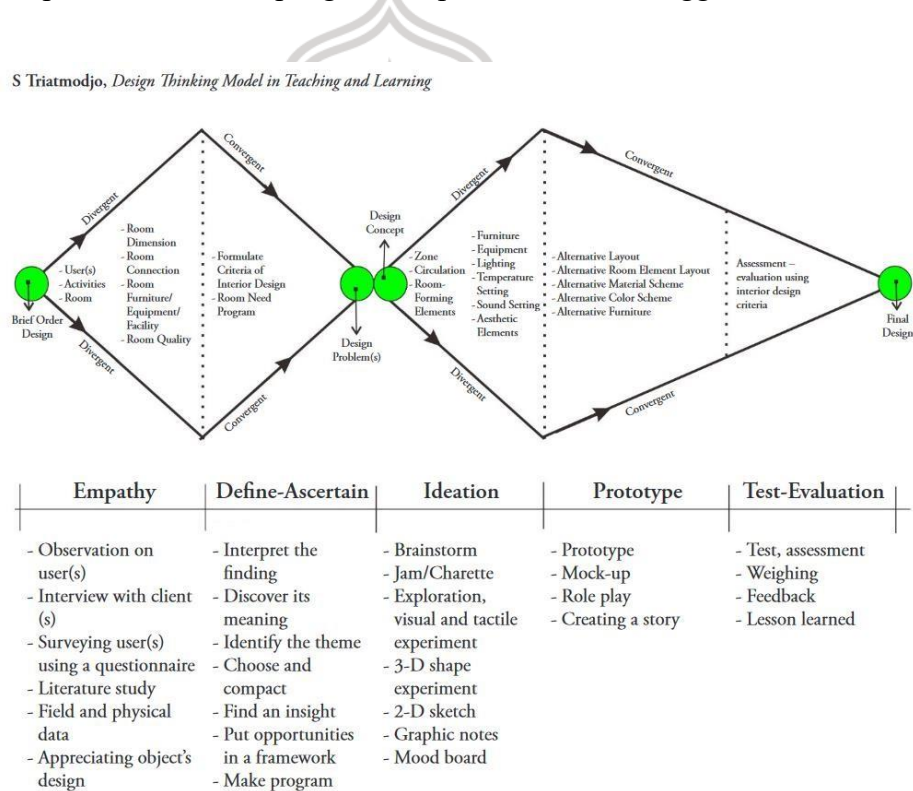 S Triatmodjo, Design Thinking Model in Teaching and Learning
Divergent
Convergent
Divergent
Convergent
- User(s)
- Activities
- Room
Brief Order
Design
- Room
Dimension
- Room
Connection
- Room
Furniture/
Equipment/
Facility
- Room Quality
- Formulate
Criteria of
Interior Design
- Room Need
Program
Design
Problem(s)
Design
Concept
- Zone
- Circulation
- Room-
Forming
Elements
- Furniture
- Equipment
- Lighting
- Temperature
Setting
- Sound Setting
- Aesthetic
Elements
- Alternative Layout
- Alternative Room Element Layout
- Alternative Material Scheme
- Alternative Color Scheme
- Alternative Furniture
Assessment –
evaluation using
interior design
criteria
Final
Design
Divergent
Convergent
Divergent
Convergent
Empathy
- Observation on
user(s)
- Interview with client
(s)
- Surveying user(s)
using a questionnaire
- Literature study
- Field and physical
data
- Appreciating object's
design
Define-Ascertain
- Interpret the
finding
- Discover its
meaning
- Identify the theme
- Choose and
compact
- Find an insight
- Put opportunities
in a framework
- Make program
Ideation
- Brainstorm
- Jam/Charette
- Exploration,
visual and tactile
experiment
- 3-D shape
experiment
- 2-D sketch
- Graphic notes
- Mood board
Prototype
- Prototype
- Mock-up
- Role play
- Creating a story
Test-Evaluation
- Test, assessment
- Weighing
- Feedback
- Lesson learned